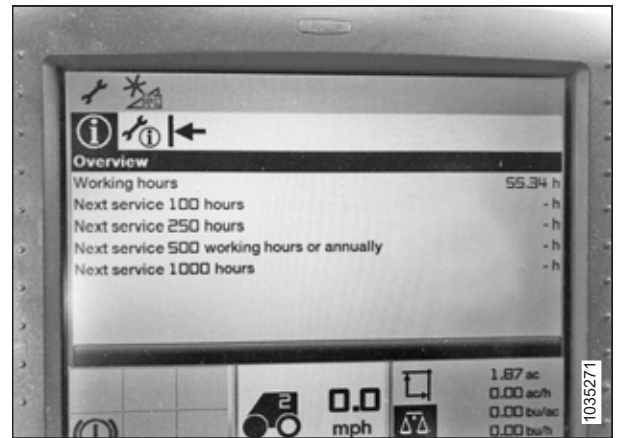 Overview
Working hours 55.34 h
Next service 100 hours - h
Next service 250 hours - h
Next service 500 working hours or annually - h
Next service 1000 hours - h
2
0.0
mph
1.87 ac
0.00 ac/h
0.00 bu/ac
0.00 bu/h
1035271